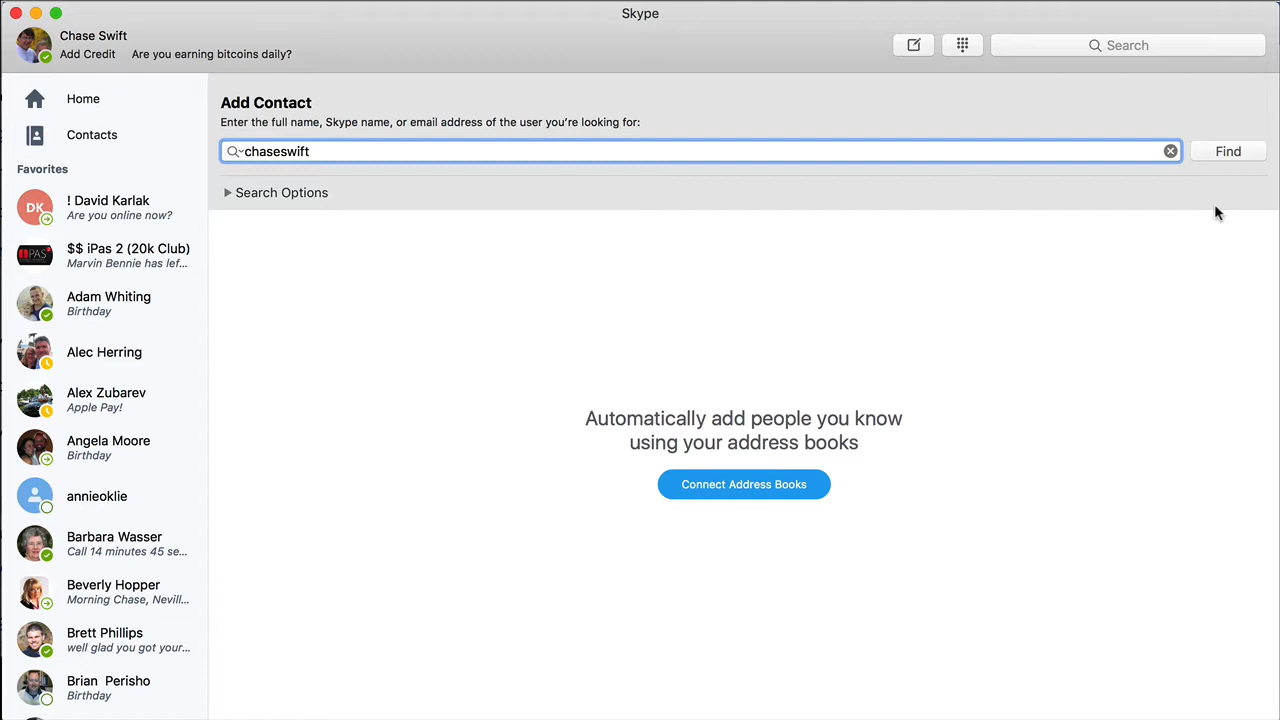 Skype
Chase Swift
Add Credit Are you earning bitcoins daily?
Search
Home
Contacts
Favorites
DK
! David Karlak
Are you online now?
iPAS
$$ iPas 2 (20k Club)
Marvin Bennie has lef...
Adam Whiting
Birthday
Alec Herring
Alex Zubarev
Apple Pay!
Angela Moore
Birthday
annieoklie
Barbara Wasser
Call 14 minutes 45 se...
Beverly Hopper
Morning Chase, Nevill...
Brett Phillips
well glad you got your...
Brian Perisho
Birthday
Add Contact
Enter the full name, Skype name, or email address of the user you're looking for:
chaseswift
Find
Search Options
Automatically add people you know
using your address books
Connect Address Books